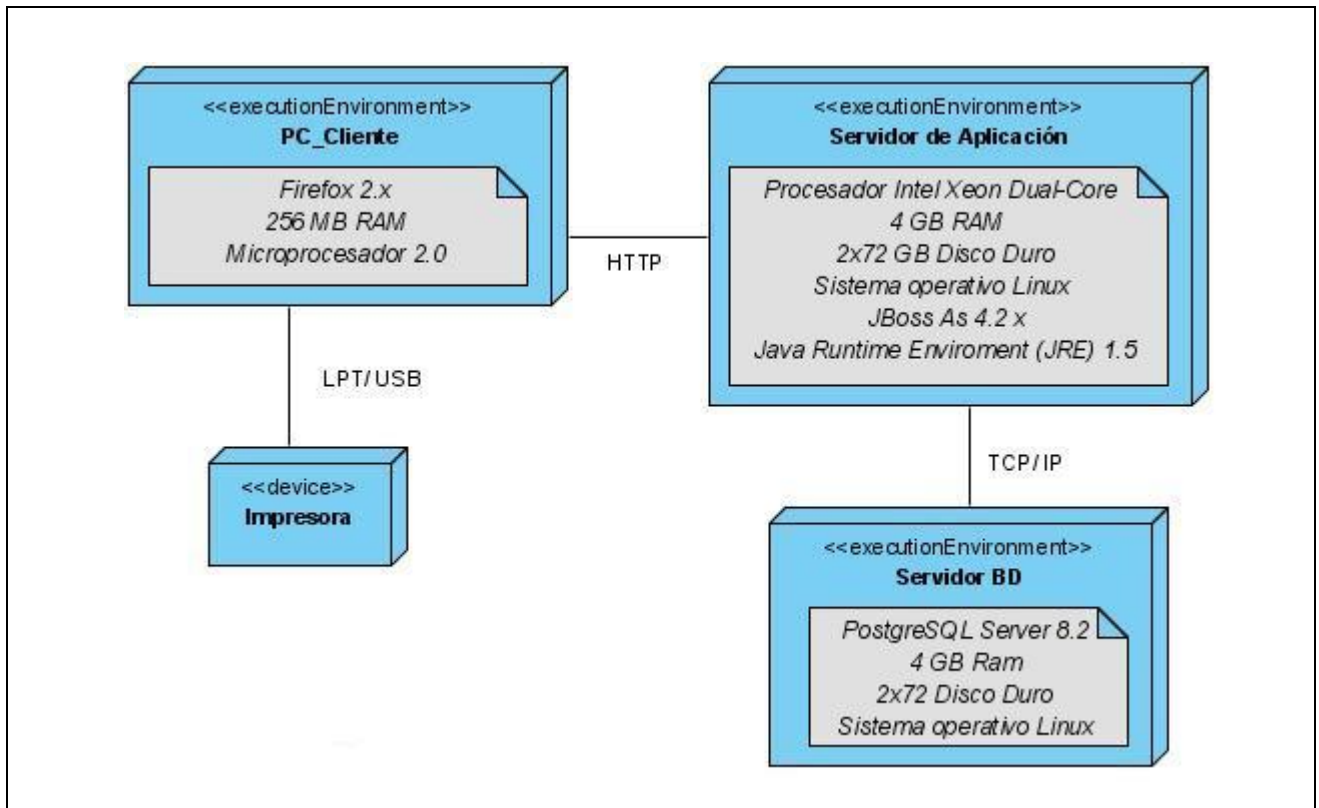 <<executionEnvironment>>
PC_Cliente
Firefox 2.x
256 MB RAM
Microprocesador 2.0
HTTP
<<executionEnvironment>>
Servidor de Aplicación
Procesador Intel Xeon Dual-Core
4 GB RAM
2x72 GB Disco Duro
Sistema operativo Linux
JBoss As 4.2 x
Java Runtime Enviroment (JRE) 1.5
LPT/USB
<<device>>
Impresora
TCP/IP
<<executionEnvironment>>
Servidor BD
PostgreSQL Server 8.2
4 GB Ram
2x72 Disco Duro
Sistema operativo Linux